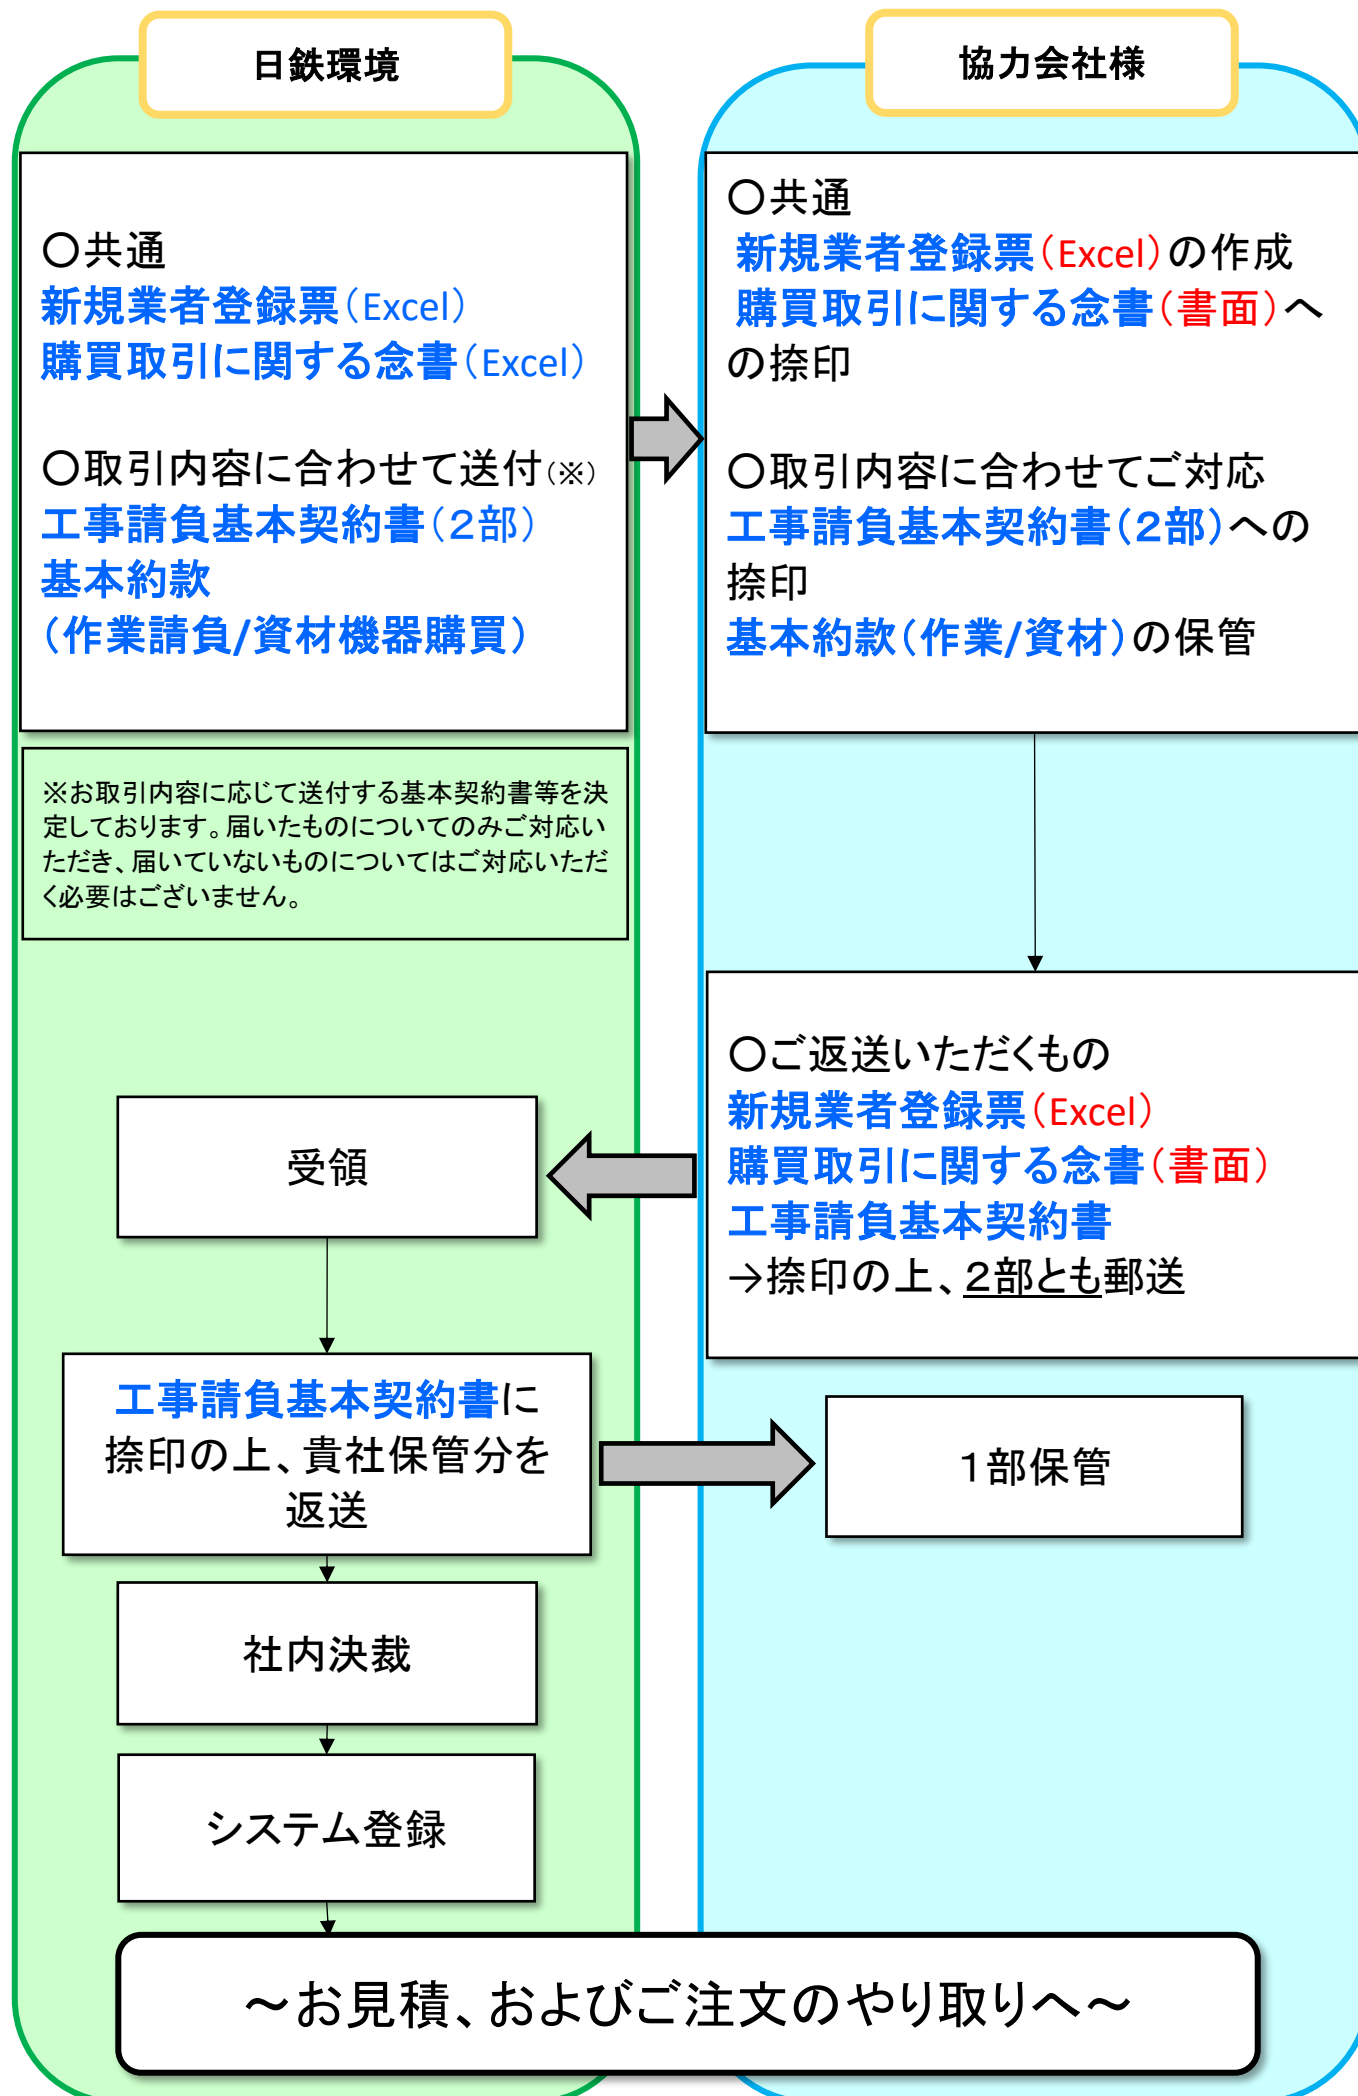 日鉄環境
協力会社様
〇共通
新規業者登録票（Excel）
購買取引に関する念書（Excel）
〇取引内容に合わせて送付（※）
工事請負基本契約書（２部）
基本約款
（作業請負/資材機器購買）
※お取引内容に応じて送付する基本契約書等を決
定しております。届いたものについてのみご対応い
ただき、届いていないものについてはご対応いただ
く必要はございません。
〇共通
新規業者登録票（Excel）の作成
購買取引に関する念書（書面）へ
の捺印
〇取引内容に合わせてご対応
工事請負基本契約書（２部）への
捺印
基本約款（作業/資材）の保管
〇ご返送いただくもの
新規業者登録票（Excel）
購買取引に関する念書（書面）
工事請負基本契約書
→捺印の上、２部とも郵送
受領
工事請負基本契約書に
捺印の上、貴社保管分を
返送
１部保管
社内決裁
システム登録
～お見積、およびご注文のやり取りへ～